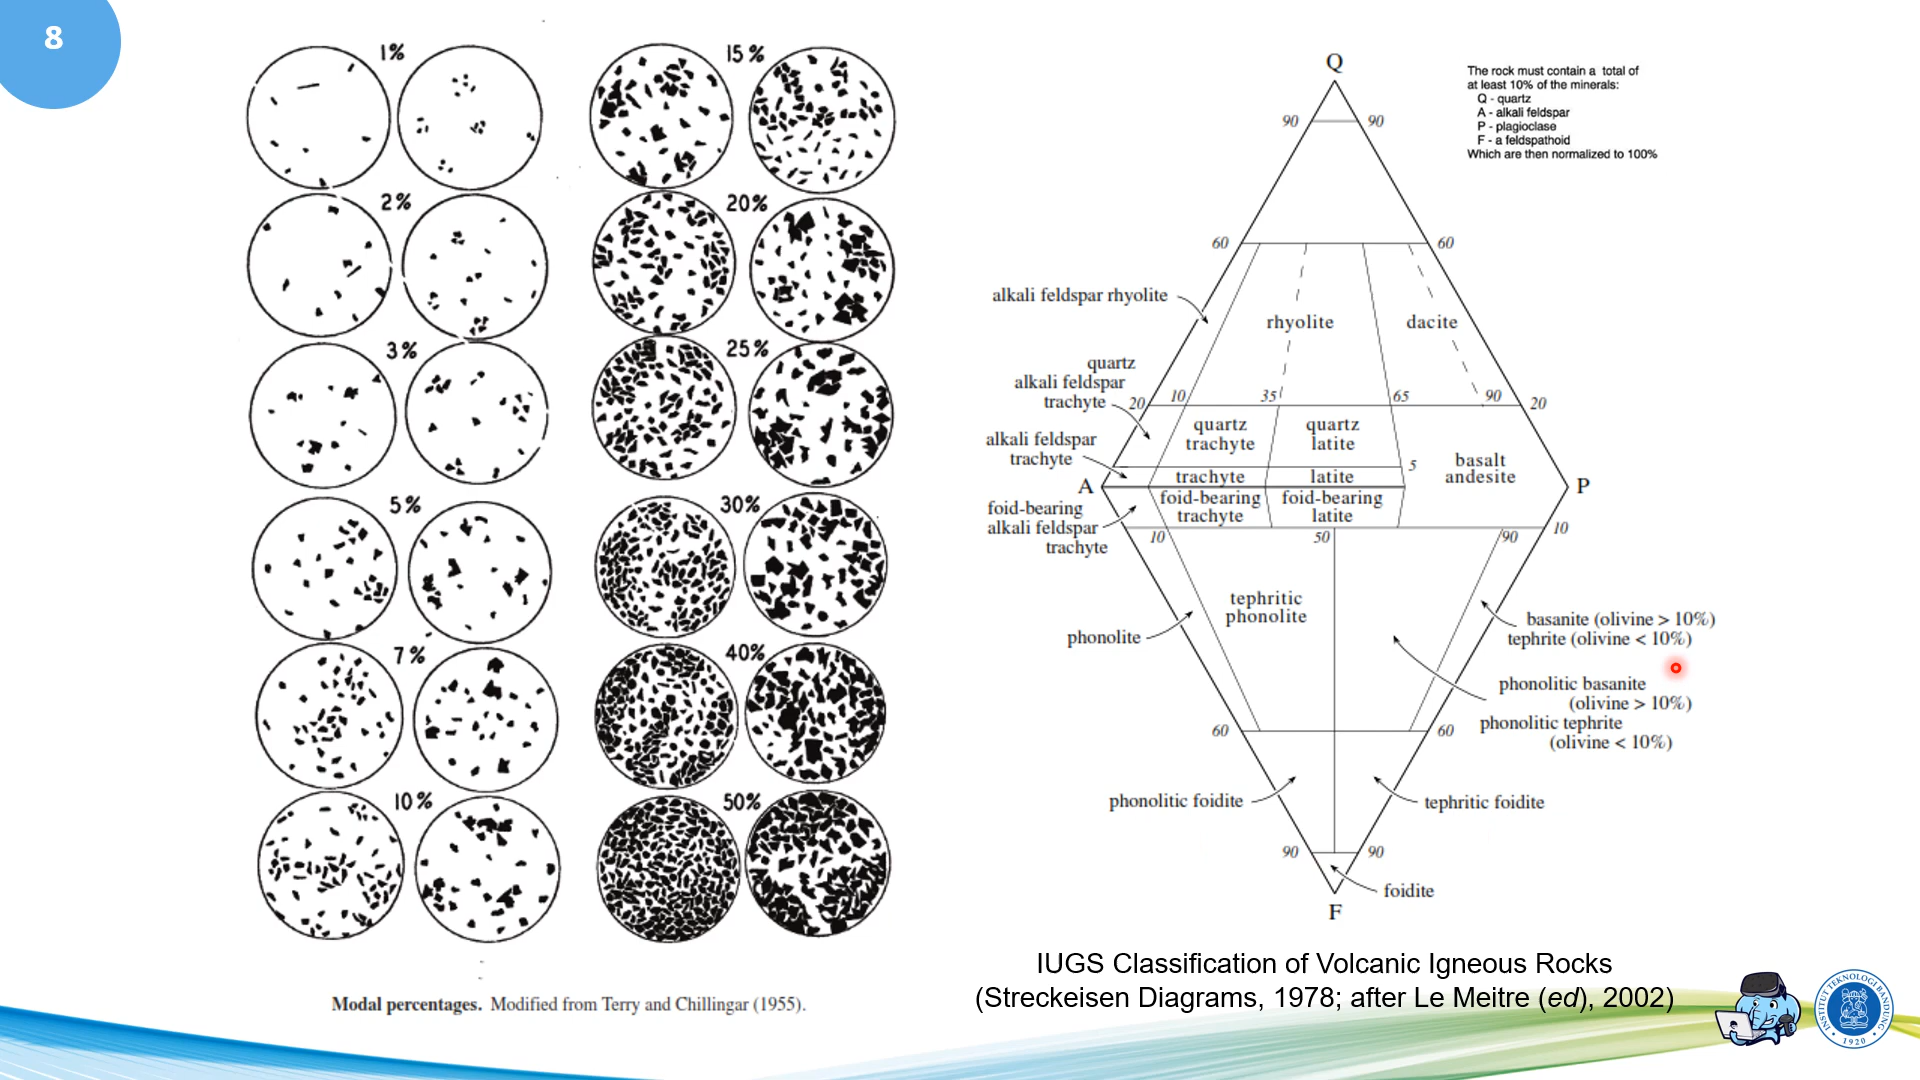 8
1%
15%
2%
20%
3%
25%
5%
30%
7%
40%
10%
50%
Modal percentages. Modified from Terry and Chillingar (1955).
Q
The rock must contain a total of
at least 10% of the minerals:
Q - quartz
A - alkali feldspar
P - plagioclase
F - a feldspathoid
Which are then normalized to 100%
90
90
60
60
alkali feldspar rhyolite
rhyolite
dacite
quartz
alkali feldspar
trachyte
20
10
35
65
90
20
alkali feldspar
trachyte
quartz
trachyte
quartz
latite
basalt
andesite
5
trachyte
latite
A
P
foid-bearing
alkali feldspar
trachyte
foid-bearing
trachyte
foid-bearing
latite
10
50
90
10
tephritic
phonolite
phonolite
basanite (olivine > 10%)
tephrite (olivine < 10%)
phonolitic basanite
(olivine > 10%)
phonolitic tephrite
(olivine < 10%)
60
60
phonolitic foidite
tephritic foidite
90
90
foidite
F
IUGS Classification of Volcanic Igneous Rocks
(Streckeisen Diagrams, 1978; after Le Meitre (ed), 2002)
INSTITUT TEKNOLOGI BANDUNG
1920